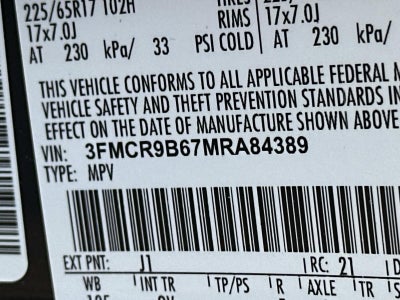 225/65R17 102H TIRES
17x7.0J RIMS 17x7.0J
AT 230 kPa/ 33 PSI COLD AT 230 kPa/
THIS VEHICLE CONFORMS TO ALL APPLICABLE FEDERAL M
VEHICLE SAFETY AND THEFT PREVENTION STANDARDS IN
EFFECT ON THE DATE OF MANUFACTURE SHOWN ABOVE
VIN: 3FMCR9B67MRA84389
TYPE: MPV
EXT PNT: J1 RC: 21 D
WB INT TR TP/PS R AXLE TR S